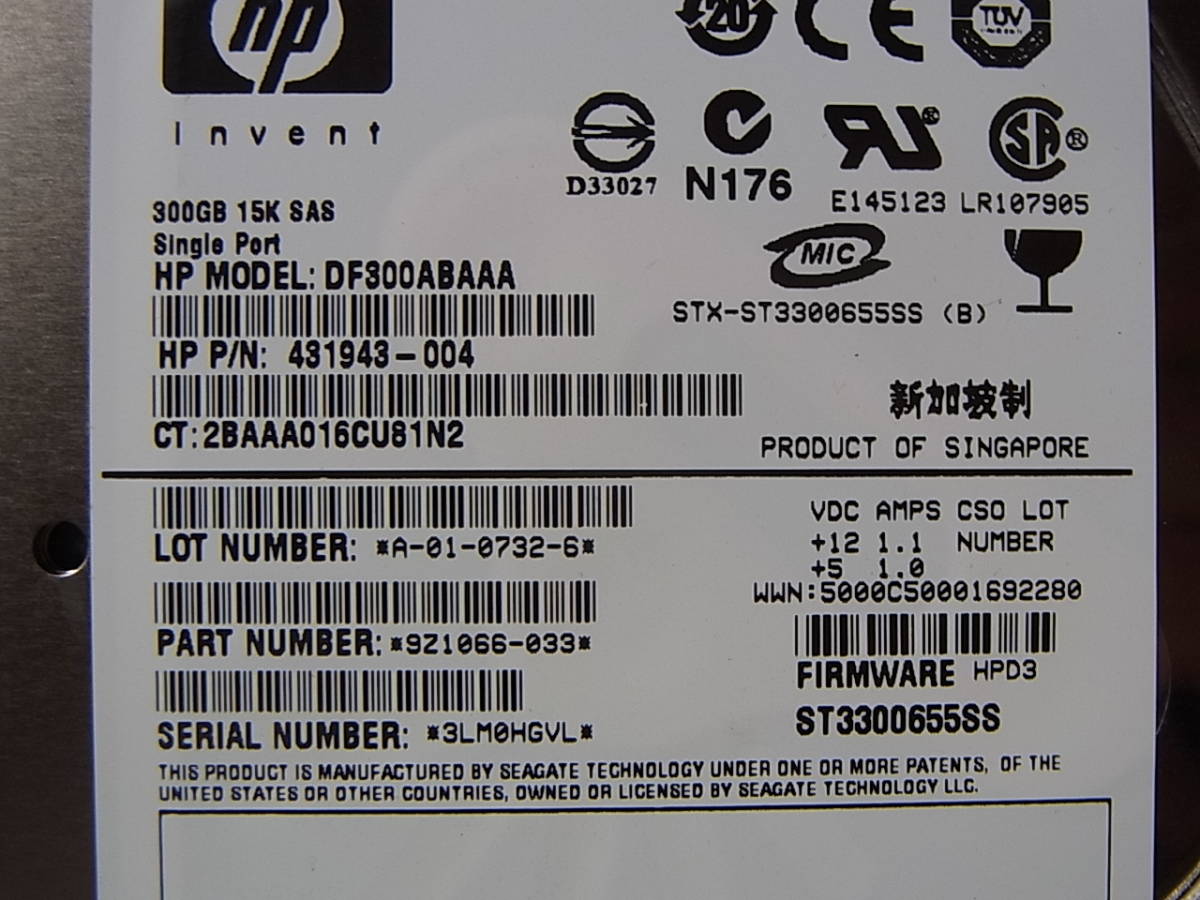 hp
invent
20
CE
TUV
D33027
N176
E145123
LR107905
300GB 15K SAS
Single Port
HP MODEL: DF300ABAAA
MIC
STX-ST3300655SS (B)
HP P/N: 431943-004
CT: 2BAAA016CU81N2
新加坡制
PRODUCT OF SINGAPORE
LOT NUMBER: *A-01-0732-6*
VDC AMPS CSO LOT
+12 1.1 NUMBER
+5 1.0
WWN:5000C50001692280
PART NUMBER: *9Z1066-033*
FIRMWARE HPD3
ST3300655SS
SERIAL NUMBER: *3LM0HGVL*
THIS PRODUCT IS MANUFACTURED BY SEAGATE TECHNOLOGY UNDER ONE OR MORE PATENTS, OF THE
UNITED STATES OR OTHER COUNTRIES, OWNED OR LICENSED BY SEAGATE TECHNOLOGY LLC.